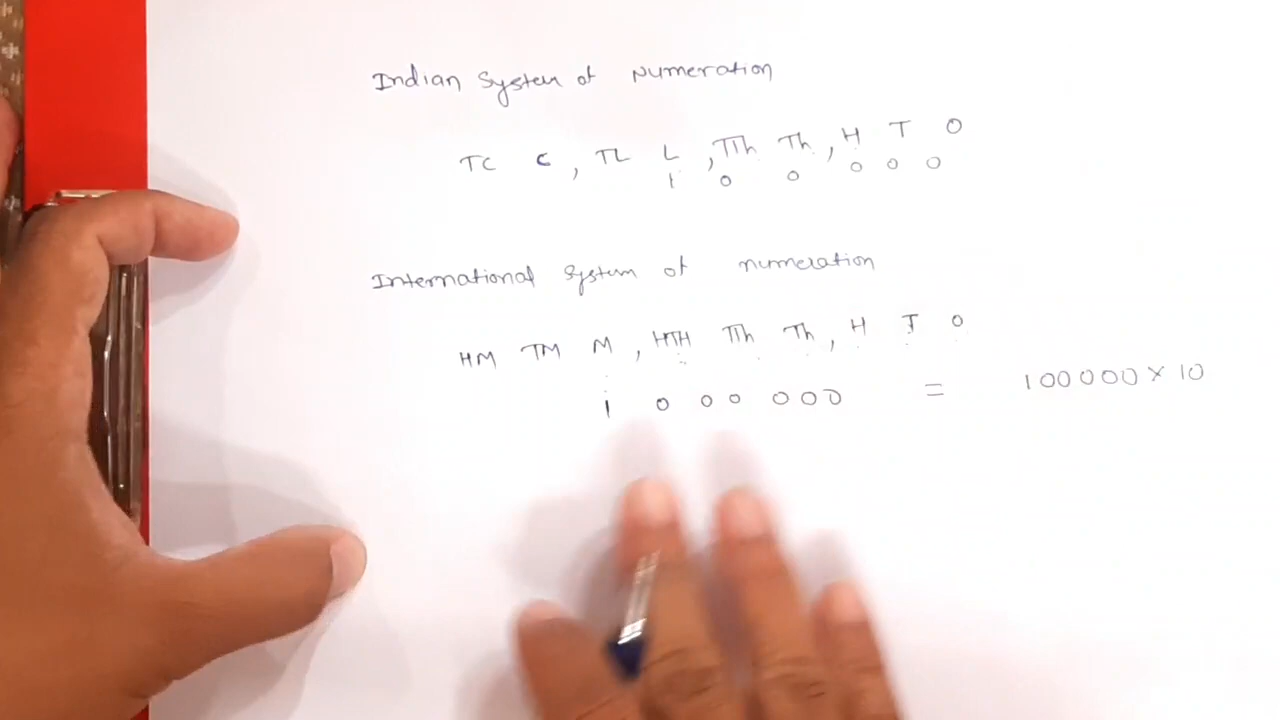 Indian System of Numeration
TC C , TL L , TTh Th , H T O
1 0 0 0 0 0
International System of numeration
HM TM M , HTH TTh Th , H T O
1 0 0 0 0 0 0 = 100000 × 10